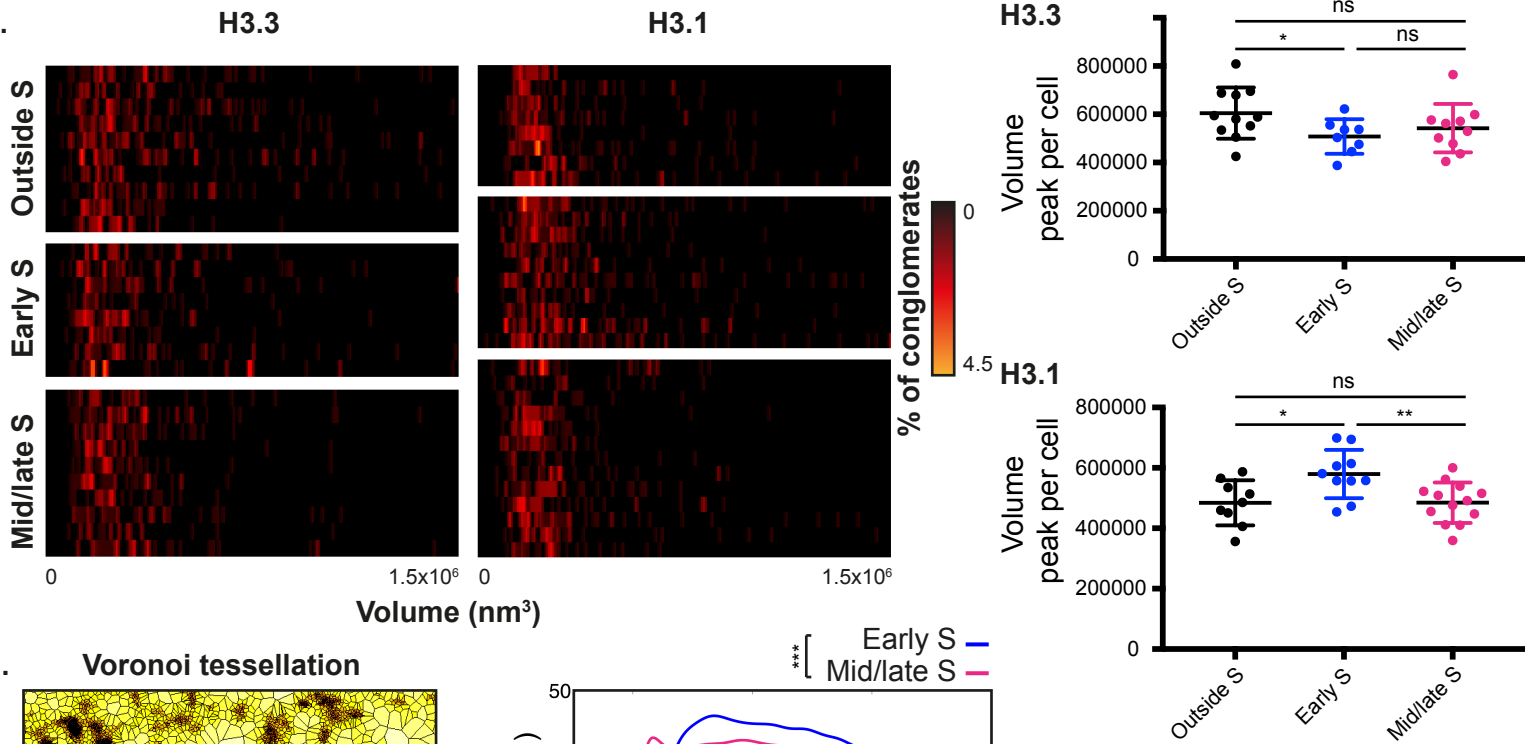 .
H3.3
H3.1
Outside S
Early S
Mid/late S
0
1.5x10⁶
0
1.5x10⁶
Volume (nm³)
% of conglomerates
0
4.5
H3.3
ns
*
ns
Volume
peak per cell
800000
600000
400000
200000
0
Outside S
Early S
Mid/late S
H3.1
ns
*
**
Volume
peak per cell
800000
600000
400000
200000
0
Outside S
Early S
Mid/late S
.
Voronoi tessellation
***
Early S
Mid/late S
50
)